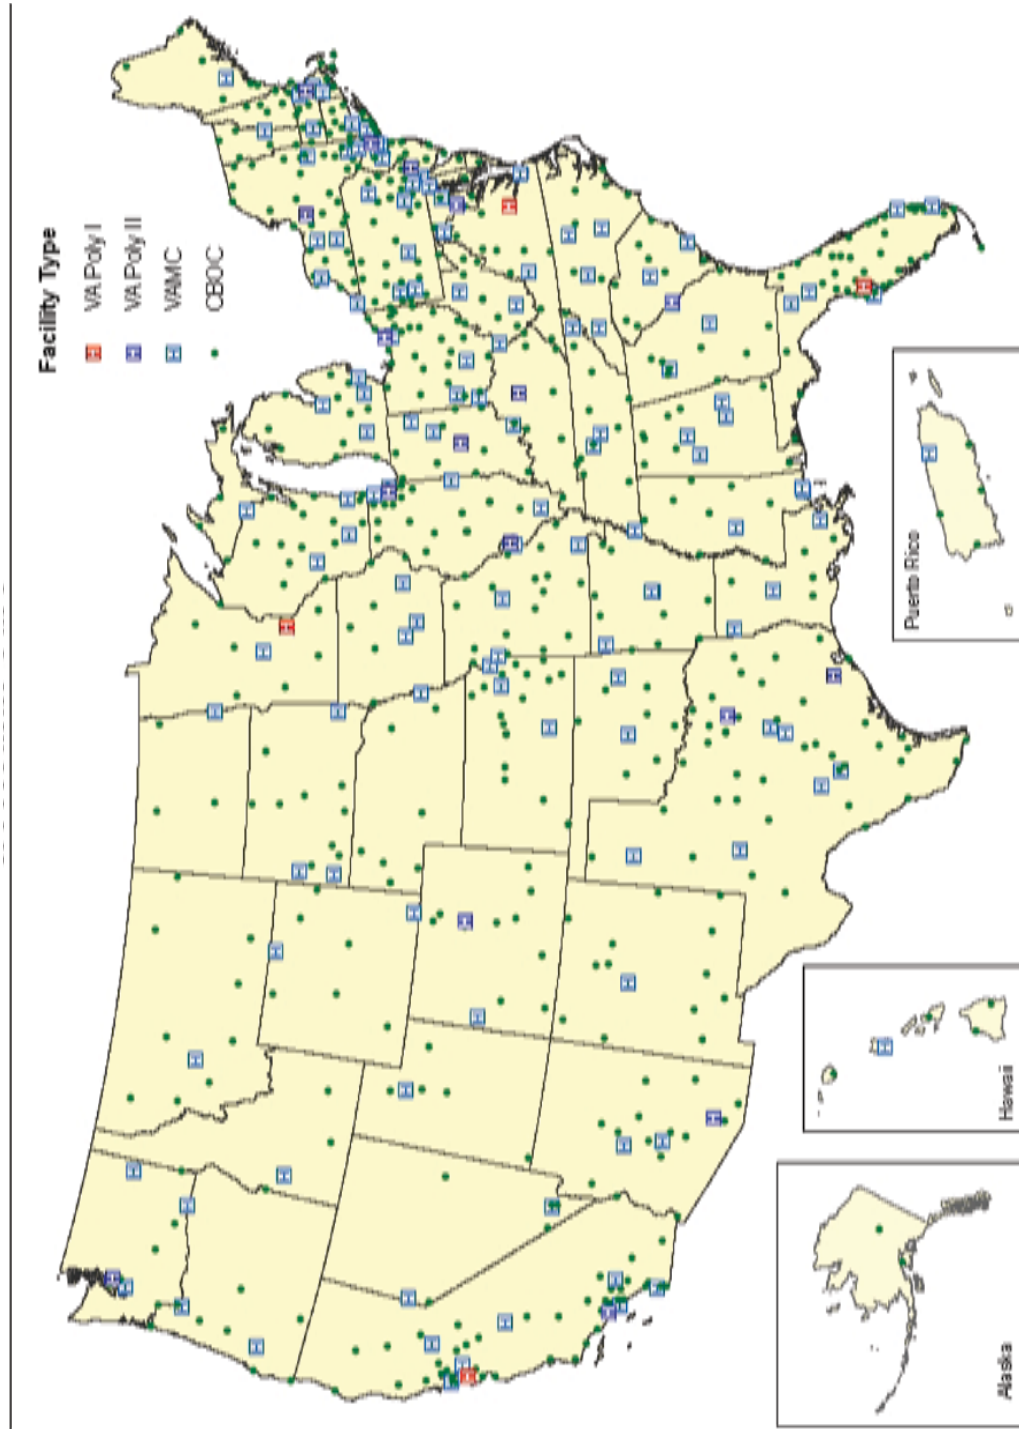 Facility Type
VA Poly I
VA Poly II
VAMC
CBOC
Alaska
Hawaii
Puerto Rico